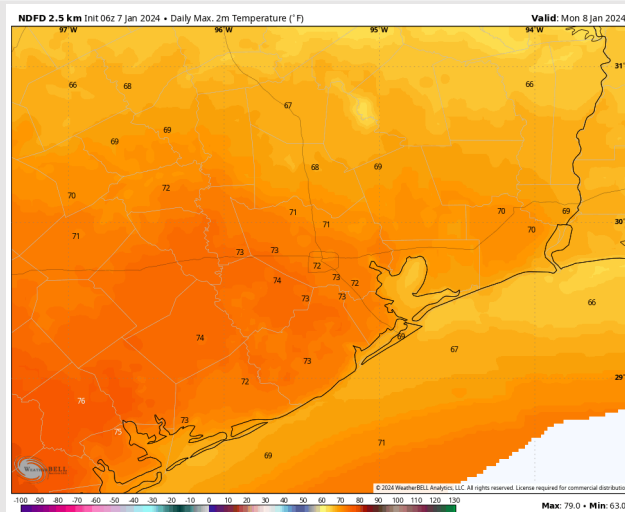 NDFD 2.5 km Init 06z 7 Jan 2024 • Daily Max. 2m Temperature (°F)
Valid: Mon 8 Jan 2024
97°W 96°W 95°W 94°W
31°
66 68 66
67
69 69
68 69
72
70
71 70 69
71 71 70
30°
73 73
72
74 73 72
73 73
66
74 69
67
73
72
29°
76
73
75
71
69
WeatherBELL
© 2024 WeatherBELL Analytics, LLC. All rights reserved. License required for commercial distributio
-100 -90 -80 -70 -60 -50 -40 -30 -20 -10 0 10 20 30 40 50 60 70 80 90 100 110 120 130
Max: 79.0 • Min: 63.0